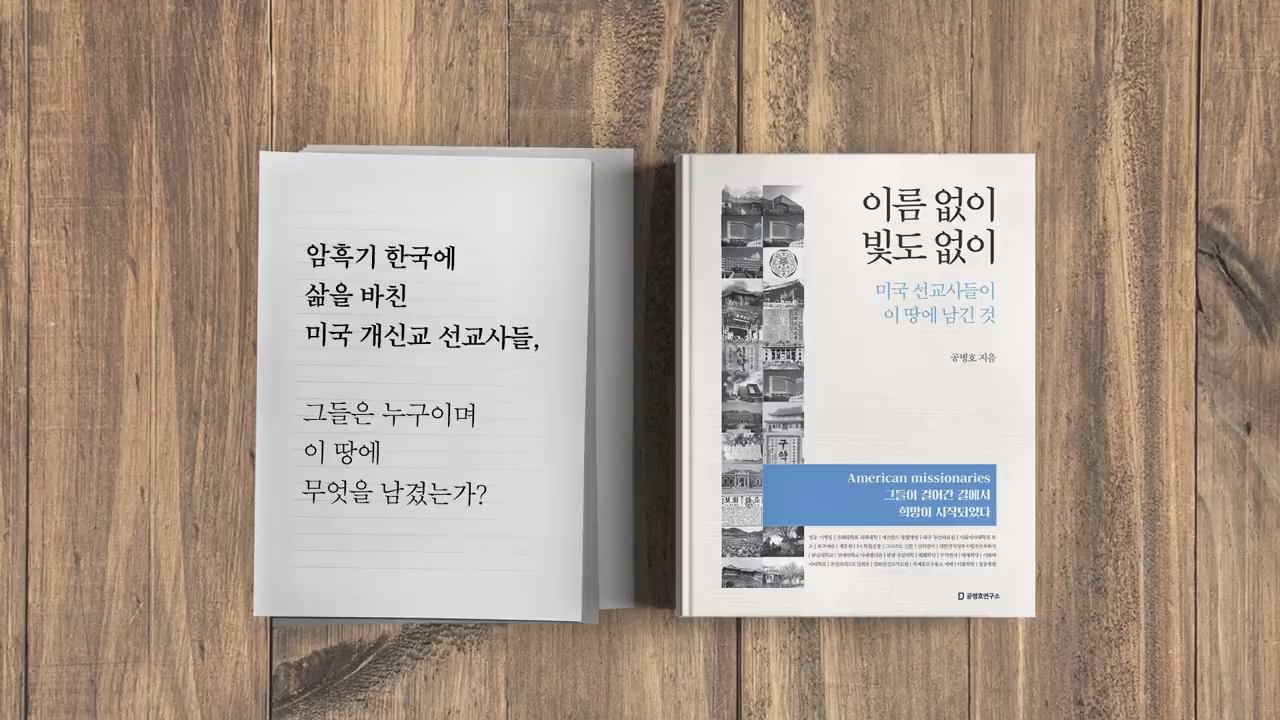 암흑기 한국에
삶을 바친
미국 개신교 선교사들,
그들은 누구이며
이 땅에
무엇을 남겼는가?
이름 없이
빛도 없이
미국 선교사들이
이 땅에 남긴 것
공병호 지음
신약
구약
American missionaries
그들이 걸어간 길에서
희망이 시작되었다
공병호연구소